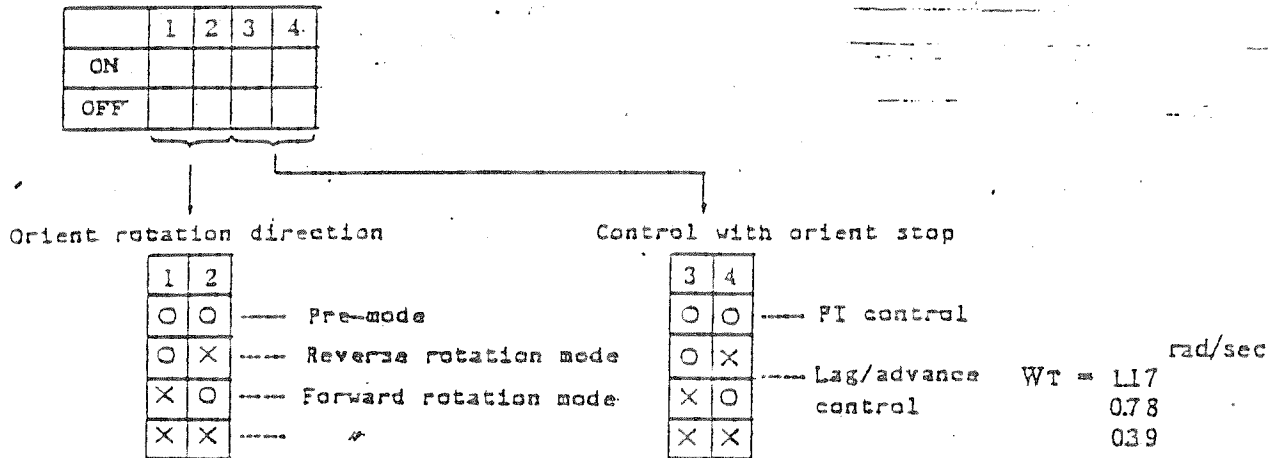 1 2 3 4
ON
OFF
Orient rotation direction
Control with orient stop
1 2
O O ---- Pre-mode
O X ---- Reverse rotation mode
X O ---- Forward rotation mode
X X ---- 〃
3 4
O O ---- PI control
O X
X O
X X
---- Lag/advance
control
rad/sec
WT = 1.17
0.78
0.39